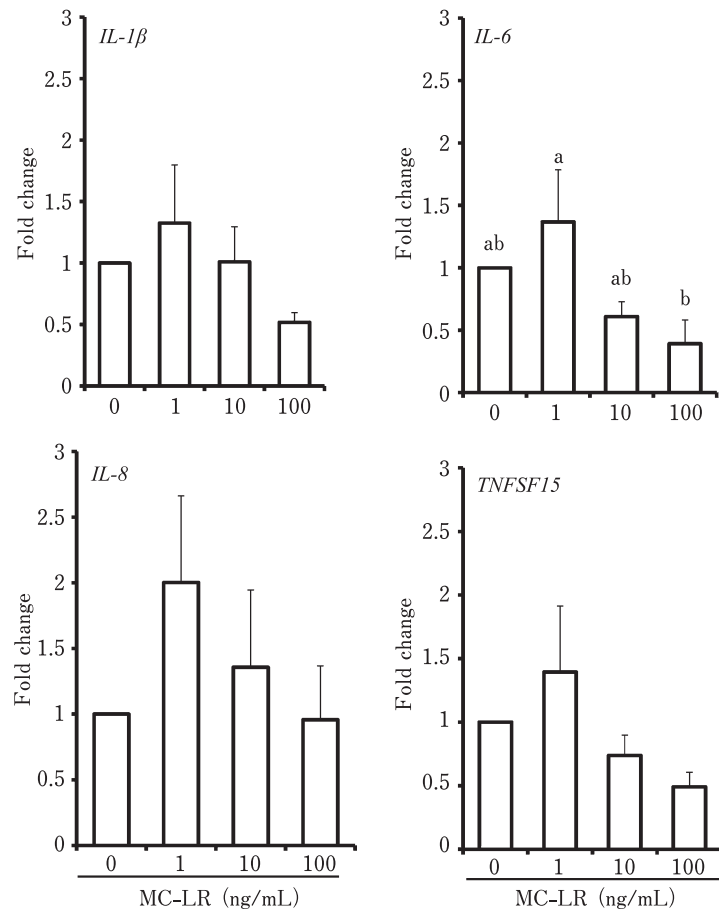 IL-1β
Fold change
3
2.5
2
1.5
1
0.5
0
0 1 10 100
IL-6
Fold change
3
2.5
2
1.5
1
0.5
0
ab a ab b
0 1 10 100
IL-8
Fold change
3
2.5
2
1.5
1
0.5
0
0 1 10 100
MC-LR (ng/mL)
TNFSF15
Fold change
3
2.5
2
1.5
1
0.5
0
0 1 10 100
MC-LR (ng/mL)